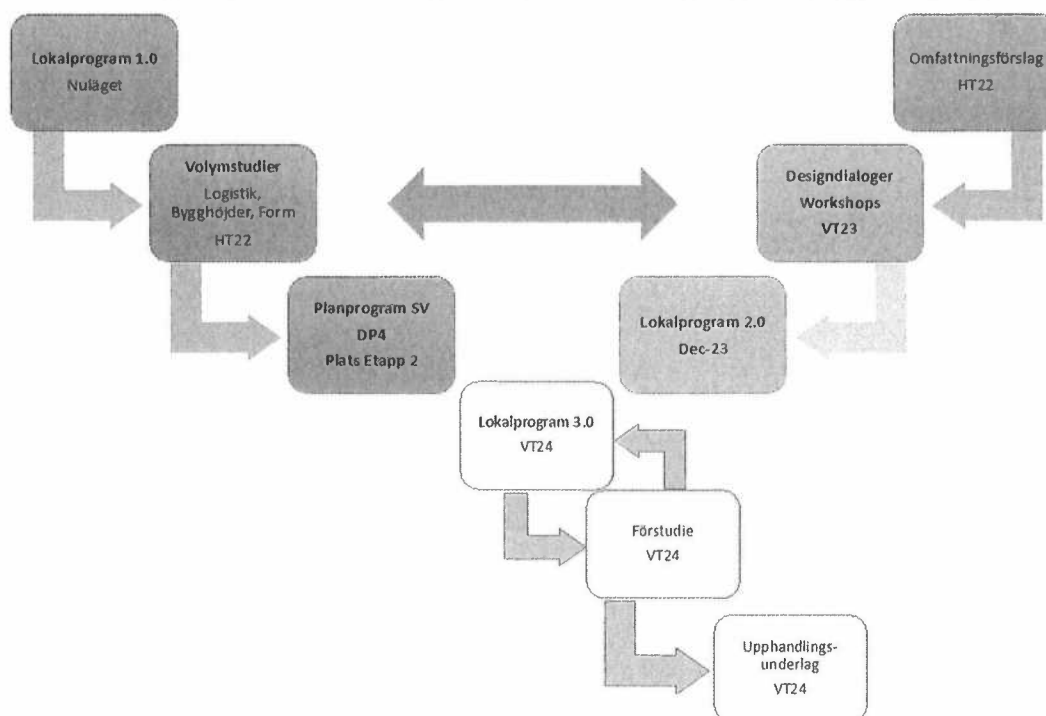 Lokalprogram 1.0
Nuläget
Omfattningsförslag
HT22
Volymstudier
Logistik,
Bygghöjder, Form
HT22
Designdialoger
Workshops
VT23
Planprogram SV
DP4
Plats Etapp 2
Lokalprogram 2.0
Dec-23
Lokalprogram 3.0
VT24
Förstudie
VT24
Upphandlings-
underlag
VT24